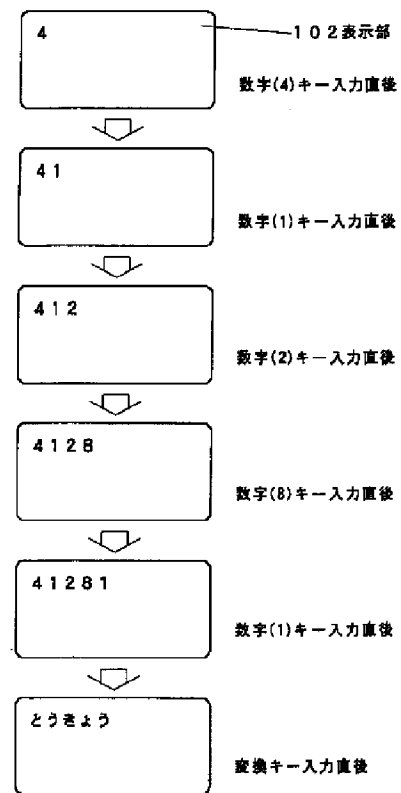 4
102表示部
数字(4)キー入力直後
41
数字(1)キー入力直後
412
数字(2)キー入力直後
4128
数字(8)キー入力直後
41281
数字(1)キー入力直後
とうきょう
変換キー入力直後